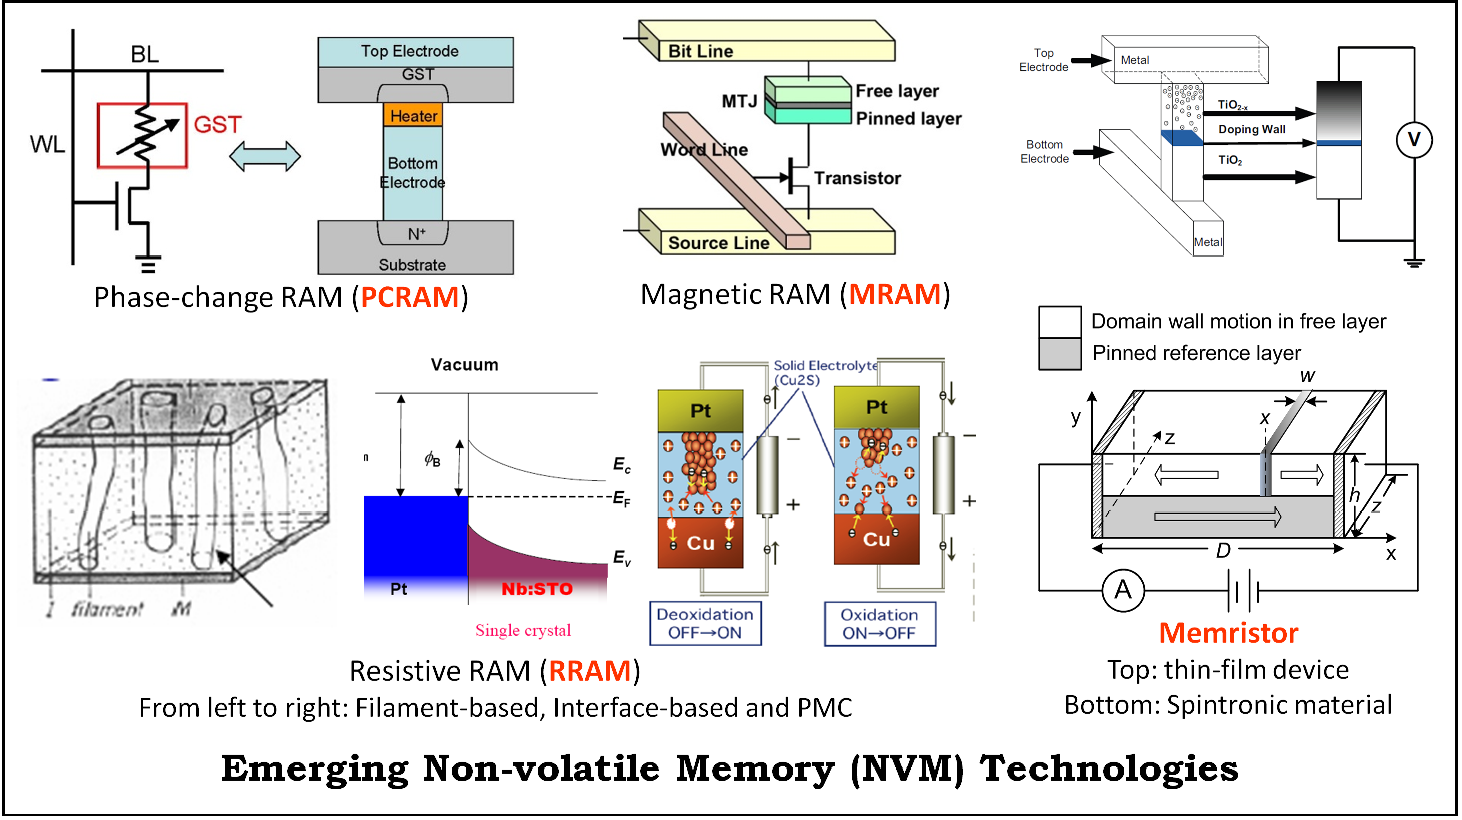 BL
WL
GST
Top Electrode
GST
Heater
Bottom
Electrode
N+
Substrate
Phase-change RAM (PCRAM)
Bit Line
MTJ
Free layer
Pinned layer
Word Line
Transistor
Source Line
Magnetic RAM (MRAM)
Top
Electrode
Metal
TiO2-x
Doping Wall
Bottom
Electrode
TiO2
Metal
V
Domain wall motion in free layer
Pinned reference layer
w
y
x
z
h
z
D
x
A
Memristor
Top: thin-film device
Bottom: Spintronic material
filament
M
Vacuum
ϕB
Ec
EF
Ev
Pt
Nb:STO
Single crystal
Solid Electrolyte
(Cu2S)
Pt
Cu
−
+
Deoxidation
OFF→ON
Pt
Cu
−
+
Oxidation
ON→OFF
Resistive RAM (RRAM)
From left to right: Filament-based, Interface-based and PMC
Emerging Non-volatile Memory (NVM) Technologies